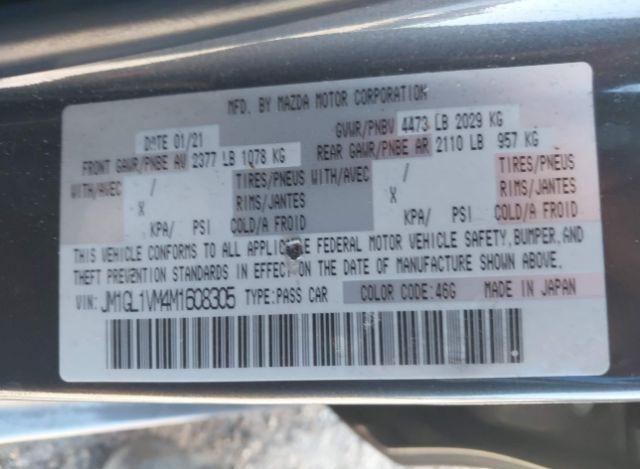 MFD. BY MAZDA MOTOR CORPORATION
DATE 01/21 GVWR/PNBV 4473 LB 2029 KG
FRONT GAWR/PNBE AV 2377 LB 1078 KG REAR GAWR/PNBE AR 2110 LB 957 KG
WITH/AVEC / TIRES/PNEUS WITH/AVEC / TIRES/PNEUS
X RIMS/JANTES X RIMS/JANTES
KPA/ PSI COLD/A FROID KPA/ PSI COLD/A FROID
THIS VEHICLE CONFORMS TO ALL APPLICABLE FEDERAL MOTOR VEHICLE SAFETY, BUMPER, AND
THEFT PREVENTION STANDARDS IN EFFECT ON THE DATE OF MANUFACTURE SHOWN ABOVE.
VIN: JM1GL1VM4M1608305 TYPE:PASS CAR COLOR CODE:46G MADE IN JAPAN